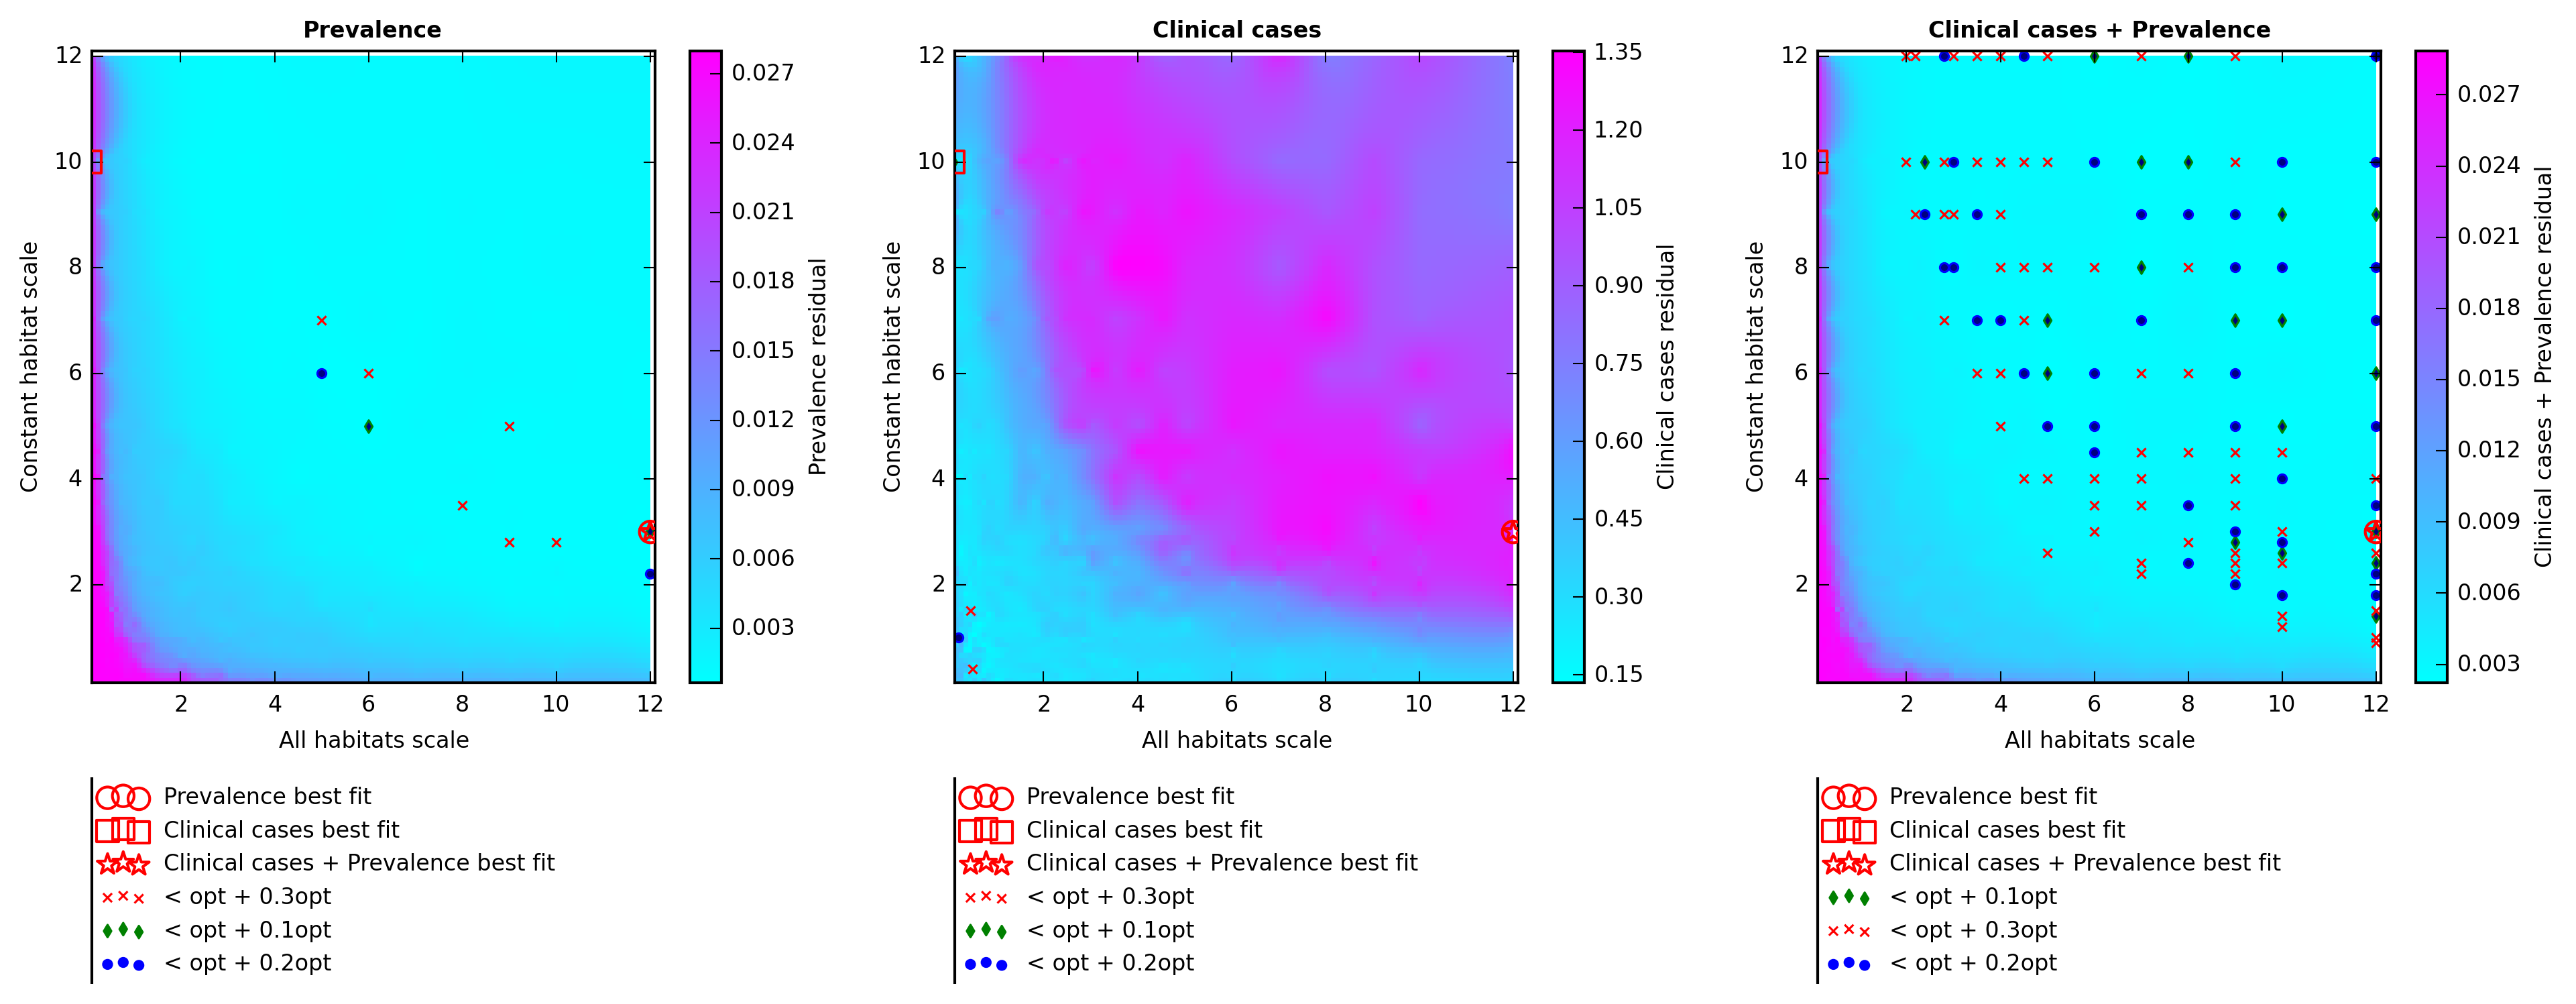 Prevalence
12
10
8
6
4
2
Constant habitat scale
2 4 6 8 10 12
All habitats scale
0.027
0.024
0.021
0.018
0.015
0.012
0.009
0.006
0.003
Prevalence residual
Prevalence best fit
Clinical cases best fit
Clinical cases + Prevalence best fit
< opt + 0.3opt
< opt + 0.1opt
< opt + 0.2opt
Clinical cases
12
10
8
6
4
2
Constant habitat scale
2 4 6 8 10 12
All habitats scale
1.35
1.20
1.05
0.90
0.75
0.60
0.45
0.30
0.15
Clinical cases residual
Prevalence best fit
Clinical cases best fit
Clinical cases + Prevalence best fit
< opt + 0.3opt
< opt + 0.1opt
< opt + 0.2opt
Clinical cases + Prevalence
12
10
8
6
4
2
Constant habitat scale
2 4 6 8 10 12
All habitats scale
0.027
0.024
0.021
0.018
0.015
0.012
0.009
0.006
0.003
Clinical cases + Prevalence residual
Prevalence best fit
Clinical cases best fit
Clinical cases + Prevalence best fit
< opt + 0.1opt
< opt + 0.3opt
< opt + 0.2opt